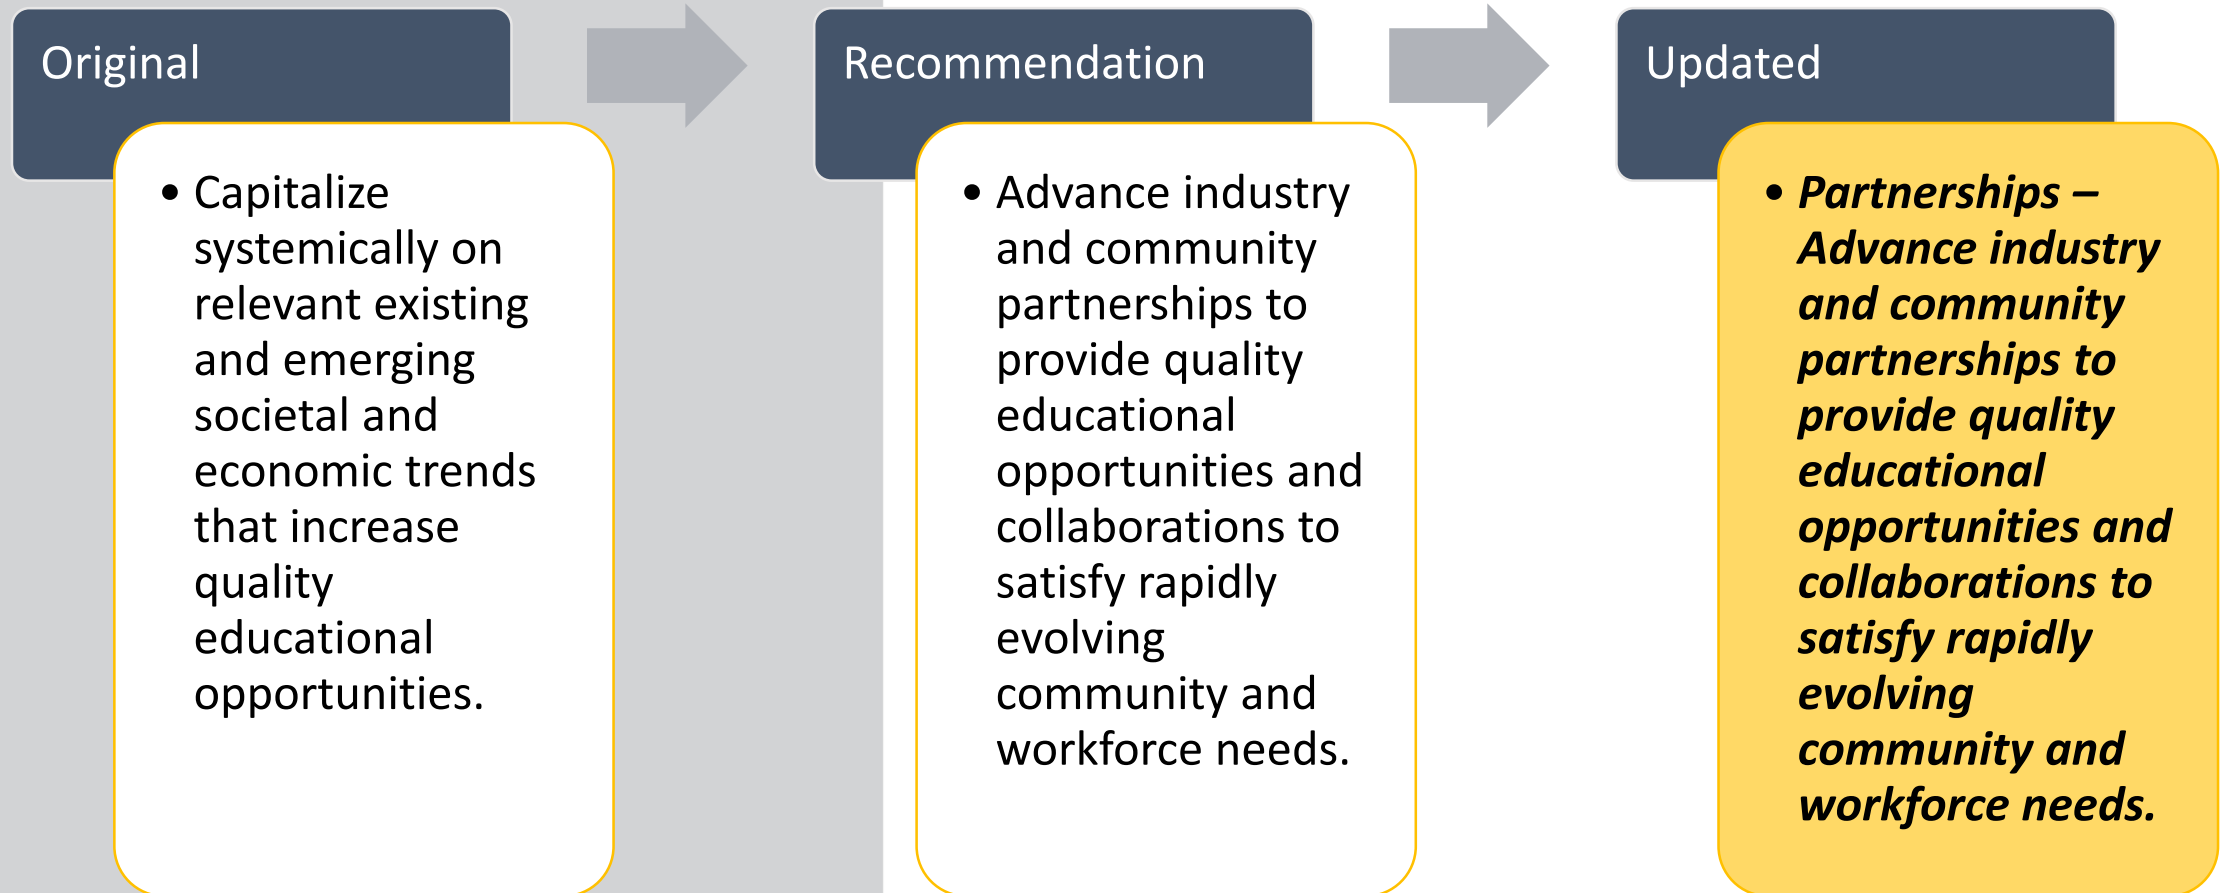 Original
• Capitalize
systemically on
relevant existing
and emerging
societal and
economic trends
that increase
quality
educational
opportunities.
Recommendation
• Advance industry
and community
partnerships to
provide quality
educational
opportunities and
collaborations to
satisfy rapidly
evolving
community and
workforce needs.
Updated
• Partnerships –
Advance industry
and community
partnerships to
provide quality
educational
opportunities and
collaborations to
satisfy rapidly
evolving
community and
workforce needs.